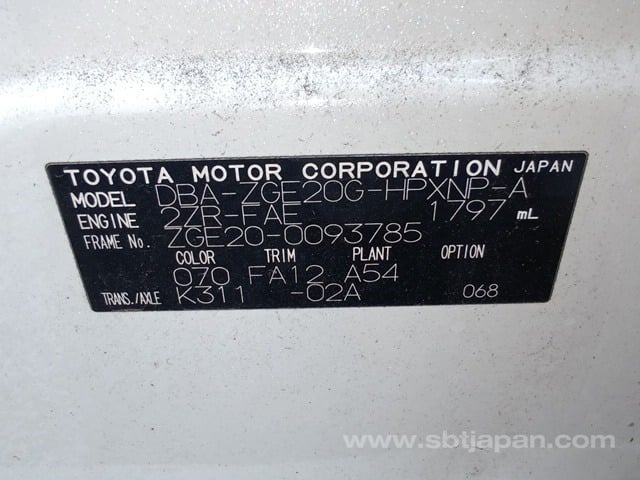 TOYOTA MOTOR CORPORATION JAPAN
MODEL DBA-ZGE20G-HPXNP-A
ENGINE 2ZR-FAE 1797 mL
FRAME No. ZGE20-0093785
COLOR TRIM PLANT OPTION
070 FA12 A54
TRANS./AXLE K311 -02A 068
www.sbtjapan.com